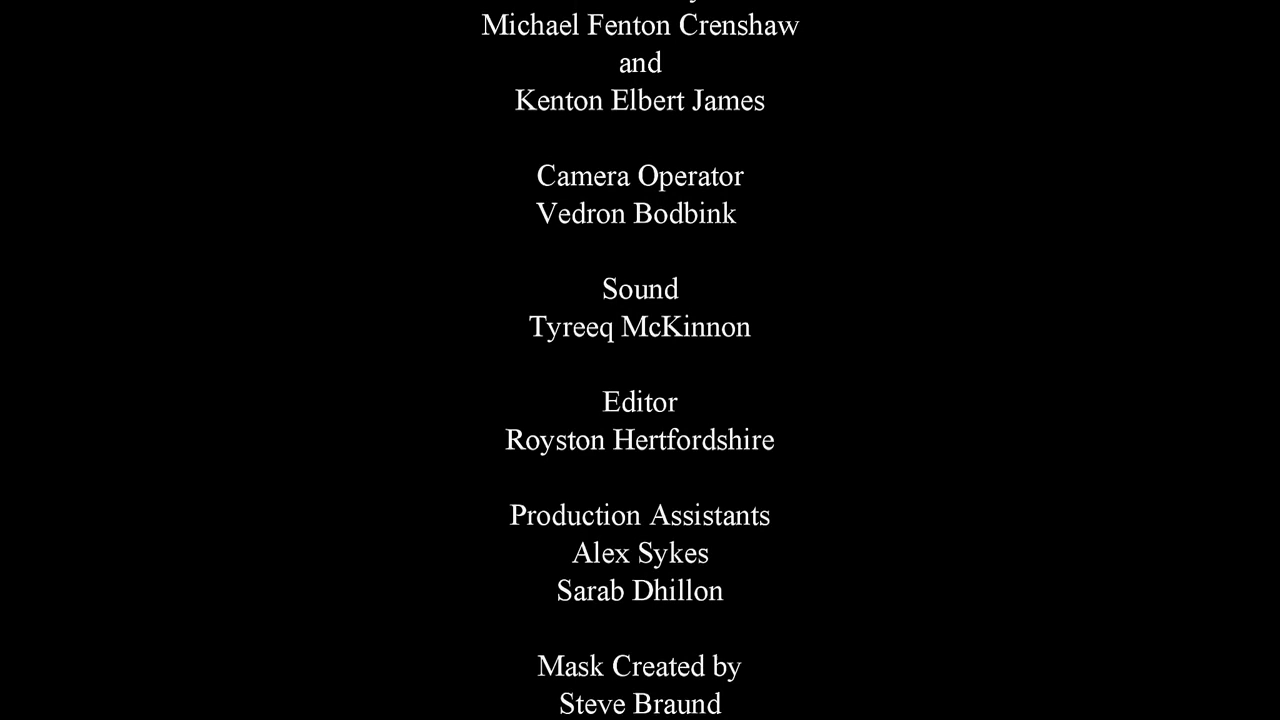 Michael Fenton Crenshaw
and
Kenton Elbert James
Camera Operator
Vedron Bodbink
Sound
Tyreeq McKinnon
Editor
Royston Hertfordshire
Production Assistants
Alex Sykes
Sarab Dhillon
Mask Created by
Steve Braund